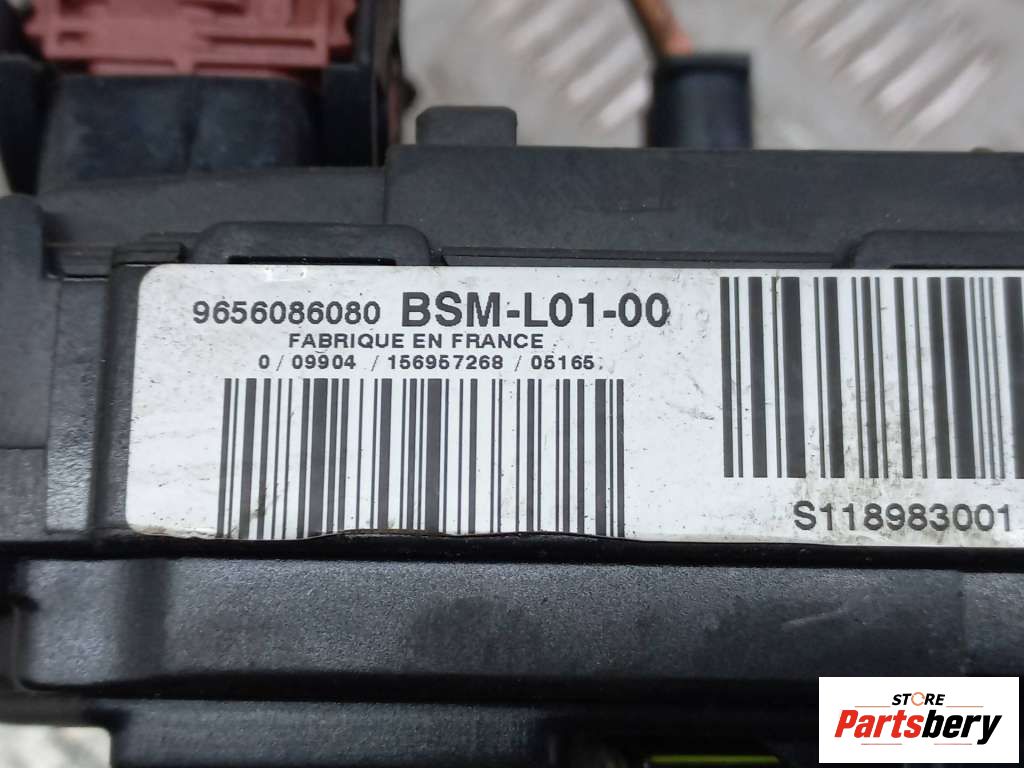 9656086080 BSM-L01-00
FABRIQUE EN FRANCE
0 / 09904 / 156957268 / 05165
S118983001
STORE
Partsbery